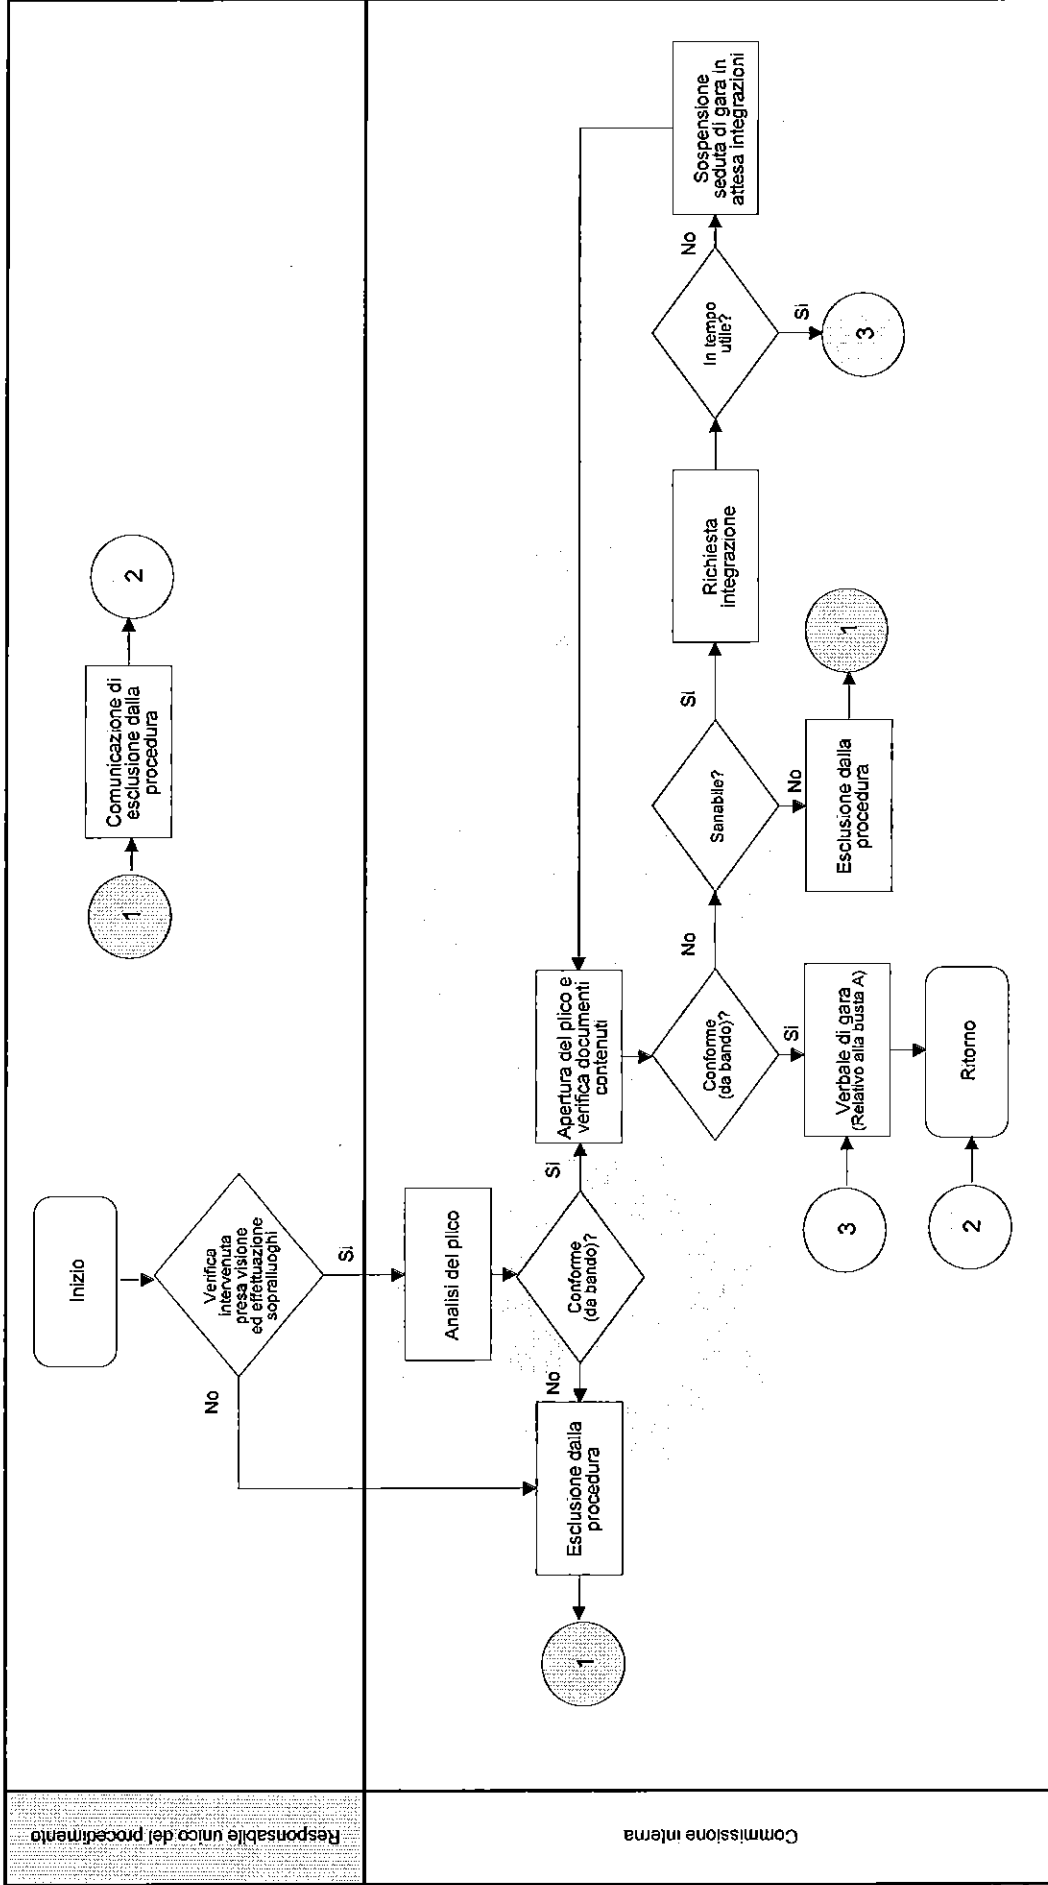 Responsabile unico del procedimento
Inizio
Verifica
intervenuta
presa visione
ed effettuazione
sopralluoghi
No
Si
1
Comunicazione di
esclusione dalla
procedura
2
Commissione interna
Analisi del plico
Conforme
(da bando)?
No
Si
Esclusione dalla
procedura
1
Apertura del plico e
verifica documenti
contenuti
Conforme
(da bando)?
No
Si
Sanabile?
Si
No
Esclusione dalla
procedura
1
Richiesta
integrazione
In tempo
utile?
No
Si
3
Sospensione
seduta di gara in
attesa integrazioni
3
Verbale di gara
(Relativo alla busta A)
2
Ritorno